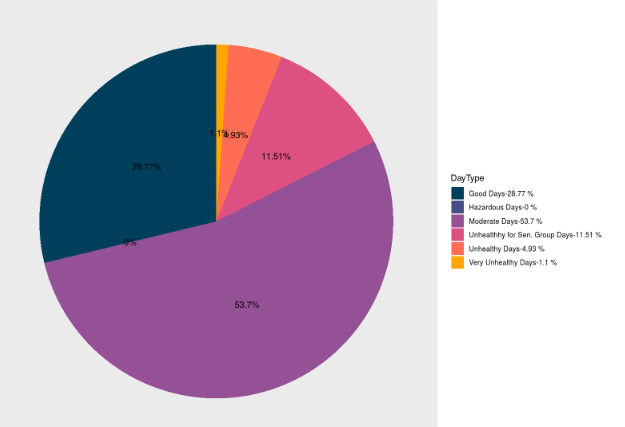 1.1%
4.93%
11.51%
28.77%
0%
53.7%
DayType
Good Days-28.77 %
Hazardous Days-0 %
Moderate Days-53.7 %
Unhealthhy for Sen. Group Days-11.51 %
Unhealthy Days-4.93 %
Very Unhealthy Days-1.1 %